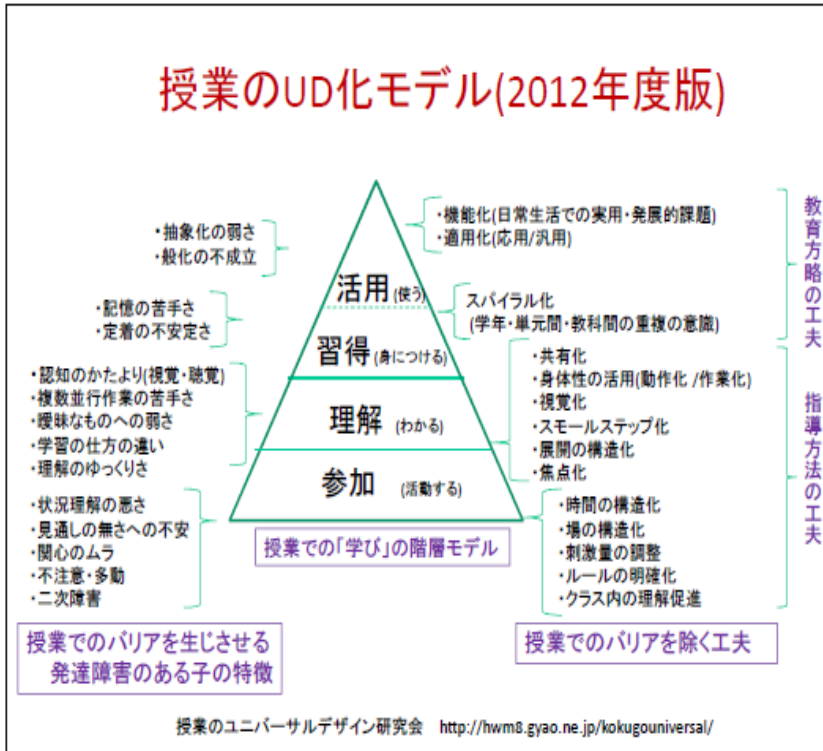 授業のUD化モデル(2012年度版)
・抽象化の弱さ
・般化の不成立
・記憶の苦手さ
・定着の不安定さ
・認知のかたより(視覚・聴覚)
・複数並行作業の苦手さ
・曖昧なものへの弱さ
・学習の仕方の違い
・理解のゆっくりさ
・状況理解の悪さ
・見通しの無さへの不安
・関心のムラ
・不注意・多動
・二次障害
授業でのバリアを生じさせる
発達障害のある子の特徴
活用(使う)
習得(身につける)
理解 (わかる)
参加 (活動する)
授業での「学び」の階層モデル
・機能化(日常生活での実用・発展的課題)
・適用化(応用/汎用)
スパイラル化
(学年・単元間・教科間の重複の意識)
・共有化
・身体性の活用(動作化 /作業化)
・視覚化
・スモールステップ化
・展開の構造化
・焦点化
・時間の構造化
・場の構造化
・刺激量の調整
・ルールの明確化
・クラス内の理解促進
授業でのバリアを除く工夫
教育方略の工夫
指導方法の工夫
授業のユニバーサルデザイン研究会 http://hwm8.gyao.ne.jp/kokugouniversal/